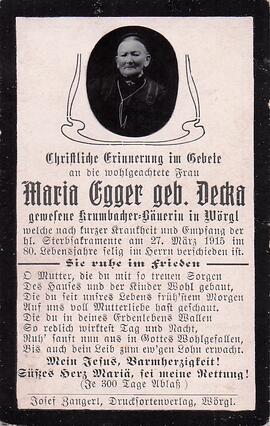 Christliche Erinnerung im Gebete
an die wohlgeachtete Frau
Maria Egger geb. Decka
gewesene Krumbacher-Bäuerin in Wörgl
welche nach kurzer Krankheit und Empfang der
hl. Sterbsakramente am 27. März 1915 im
80. Lebensjahre selig im Herrn verschieden ist.
Sie ruhe in Frieden
O Mutter, die du mit so treuen Sorgen
Des Hauses und der Kinder Wohl gebaut,
Die du seit unsres Lebens früh'stem Morgen
Auf uns voll Mutterliebe hast geschaut.
Die du in deines Erdenlebens Wallen
So redlich wirktest Tag und Nacht,
Ruh' sanft nun aus in Gottes Wohlgefallen,
Bis auch dein Leib zum ew'gen Lohn erwacht.
Mein Jesus, Barmherzigkeit!
Süßes Herz Mariä, sei meine Rettung!
(Je 300 Tage Ablaß)
Josef Zangerl, Drucksortenverlag, Wörgl.